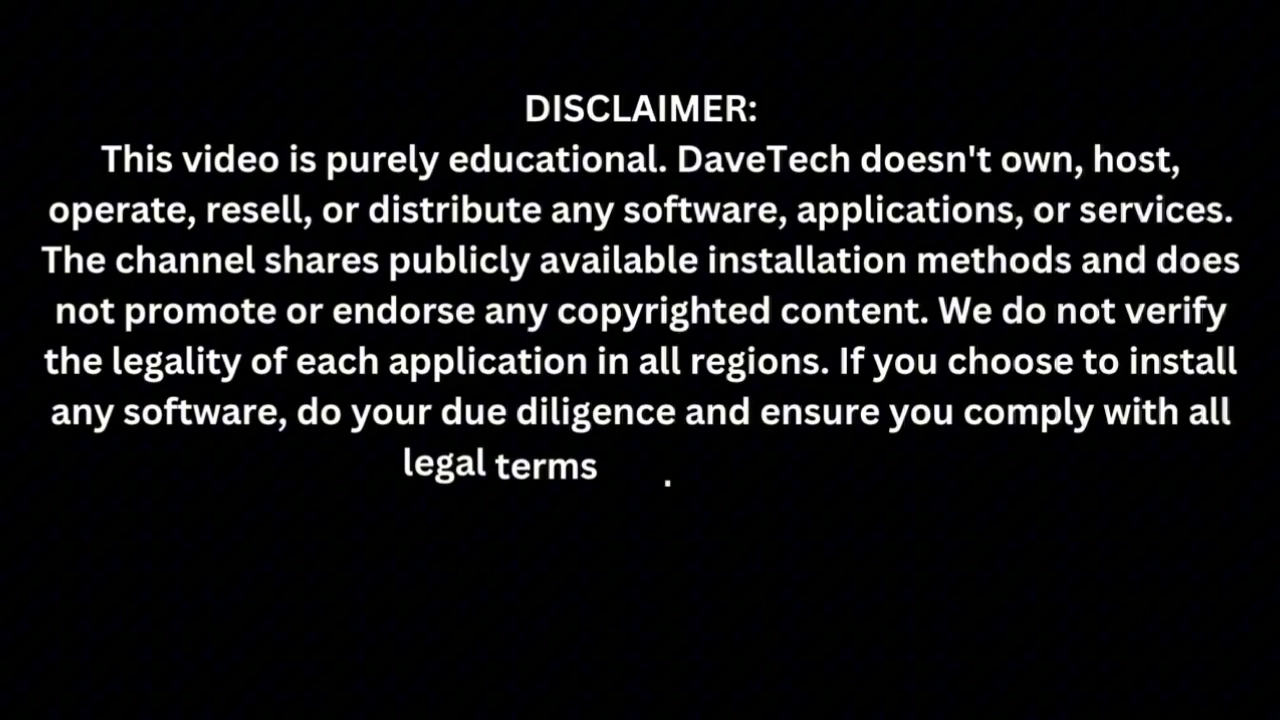 DISCLAIMER:
This video is purely educational. DaveTech doesn't own, host,
operate, resell, or distribute any software, applications, or services.
The channel shares publicly available installation methods and does
not promote or endorse any copyrighted content. We do not verify
the legality of each application in all regions. If you choose to install
any software, do your due diligence and ensure you comply with all
legal terms .